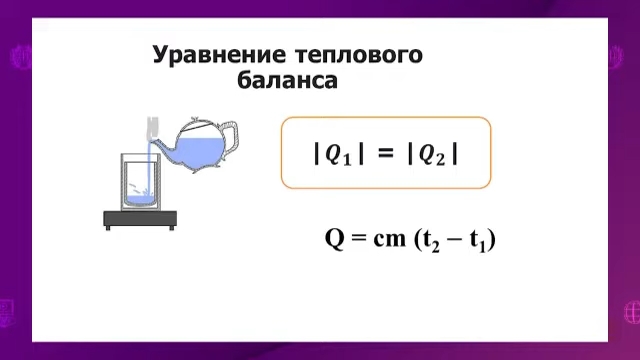 Уравнение теплового
баланса
|Q₁| = |Q₂|
Q = cm (t₂ – t₁)